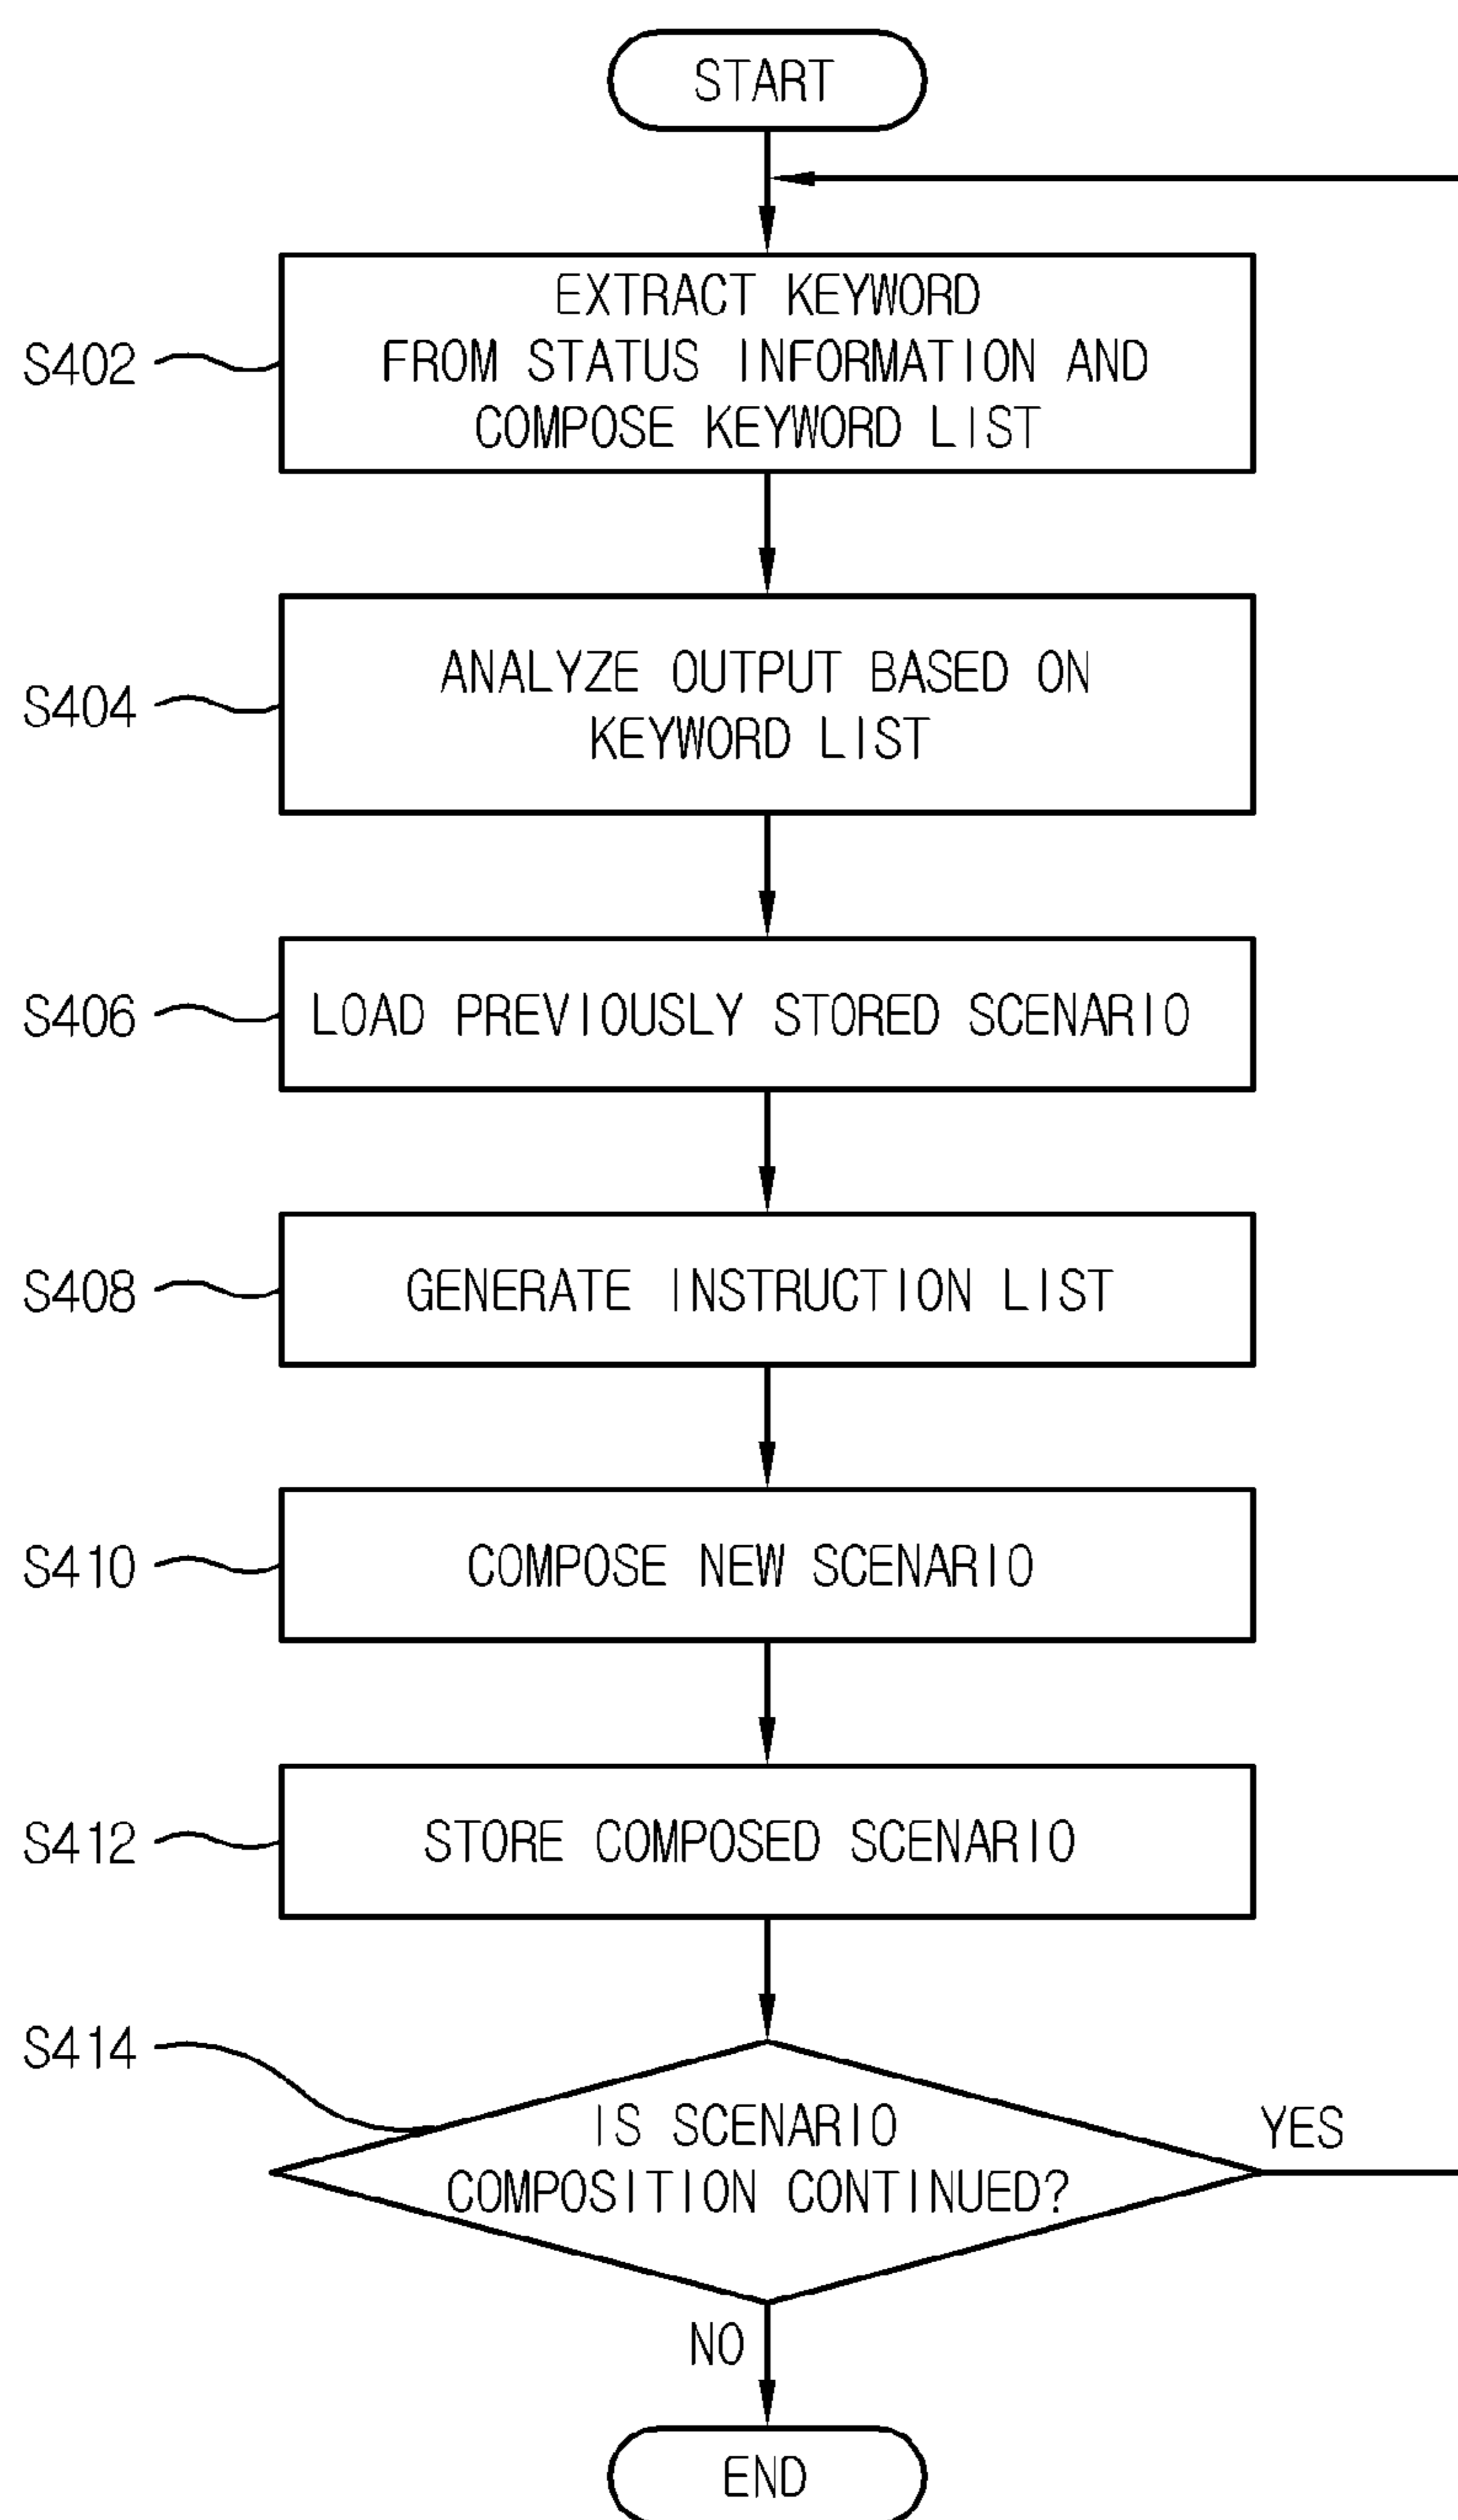 START
S402
EXTRACT KEYWORD
FROM STATUS INFORMATION AND
COMPOSE KEYWORD LIST
S404
ANALYZE OUTPUT BASED ON
KEYWORD LIST
S406
LOAD PREVIOUSLY STORED SCENARIO
S408
GENERATE INSTRUCTION LIST
S410
COMPOSE NEW SCENARIO
S412
STORE COMPOSED SCENARIO
S414
IS SCENARIO
COMPOSITION CONTINUED?
YES
NO
END